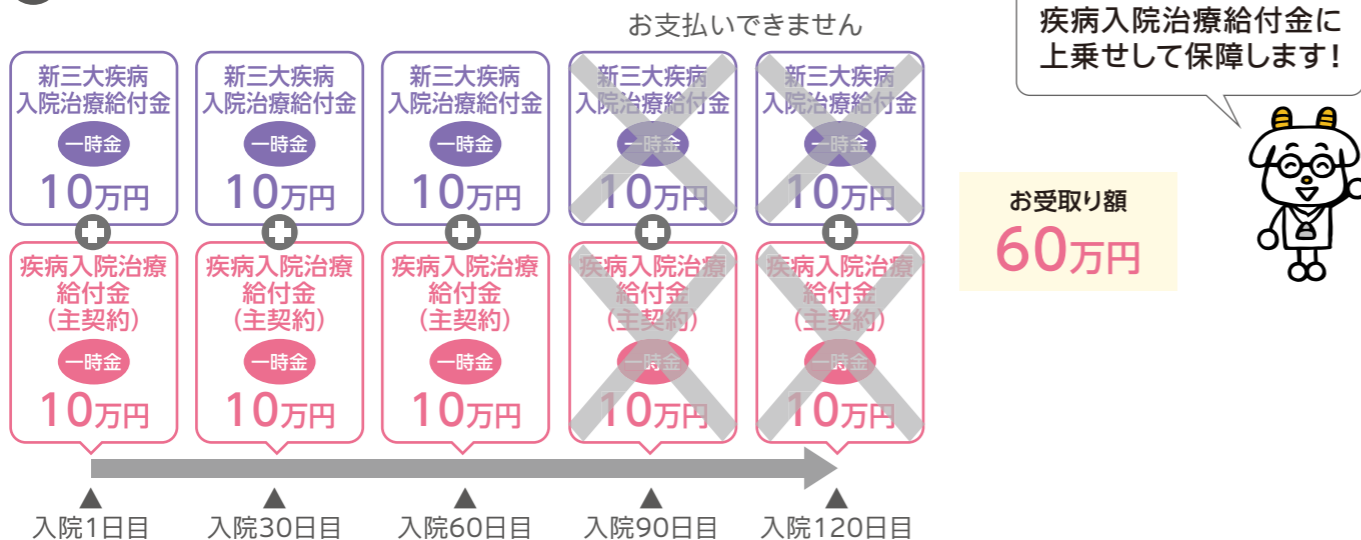 お支払いできません
疾病入院治療給付金に
上乗せして保障します!
新三大疾病
入院治療給付金
一時金
10万円
新三大疾病
入院治療給付金
一時金
10万円
新三大疾病
入院治療給付金
一時金
10万円
新三大疾病
入院治療給付金
一時金
10万円
新三大疾病
入院治療給付金
一時金
10万円
疾病入院治療
給付金
(主契約)
一時金
10万円
疾病入院治療
給付金
(主契約)
一時金
10万円
疾病入院治療
給付金
(主契約)
一時金
10万円
疾病入院治療
給付金
(主契約)
一時金
10万円
疾病入院治療
給付金
(主契約)
一時金
10万円
お受取り額
60万円
入院1日目
入院30日目
入院60日目
入院90日目
入院120日目